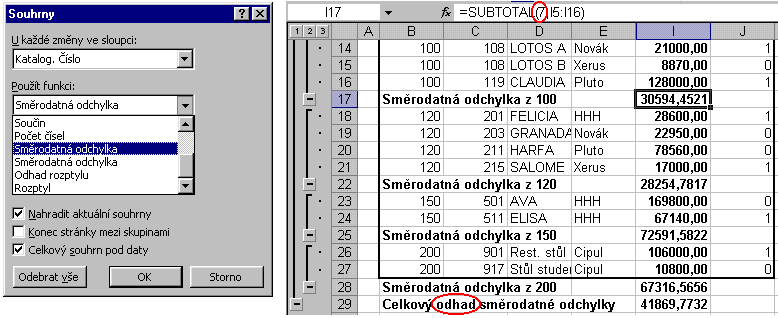 Souhrny
U každé změny ve sloupci:
Katalog. Číslo
Použít funkci:
Směrodatná odchylka
Součin
Počet čísel
Směrodatná odchylka
Směrodatná odchylka
Odhad rozptylu
Rozptyl
Nahradit aktuální souhrny
Konec stránky mezi skupinami
Celkový souhrn pod daty
Odebrat vše OK Storno
I17 fx =SUBTOTAL(7;I5:I16)
1 2 3 A B C D E I J
14 100 108 LOTOS A Novák 21000,00 1
15 100 108 LOTOS B Xerus 8870,00 0
16 100 119 CLAUDIA Pluto 128000,00 1
17 Směrodatná odchylka z 100 30594,4521
18 120 201 FELICIA HHH 28600,00 1
19 120 203 GRANADA Novák 22950,00 0
20 120 211 HARFA Pluto 78560,00 0
21 120 215 SALOME Xerus 17000,00 1
22 Směrodatná odchylka z 120 28254,7817
23 150 501 AVA HHH 169800,00 0
24 150 511 ELISA HHH 67140,00 1
25 Směrodatná odchylka z 150 72591,5822
26 200 901 Rest. stůl Cipul 106000,00 1
27 200 917 Stůl studen Cipul 10800,00 0
28 Směrodatná odchylka z 200 67316,5656
29 Celkový odhad směrodatné odchylky 41869,7732